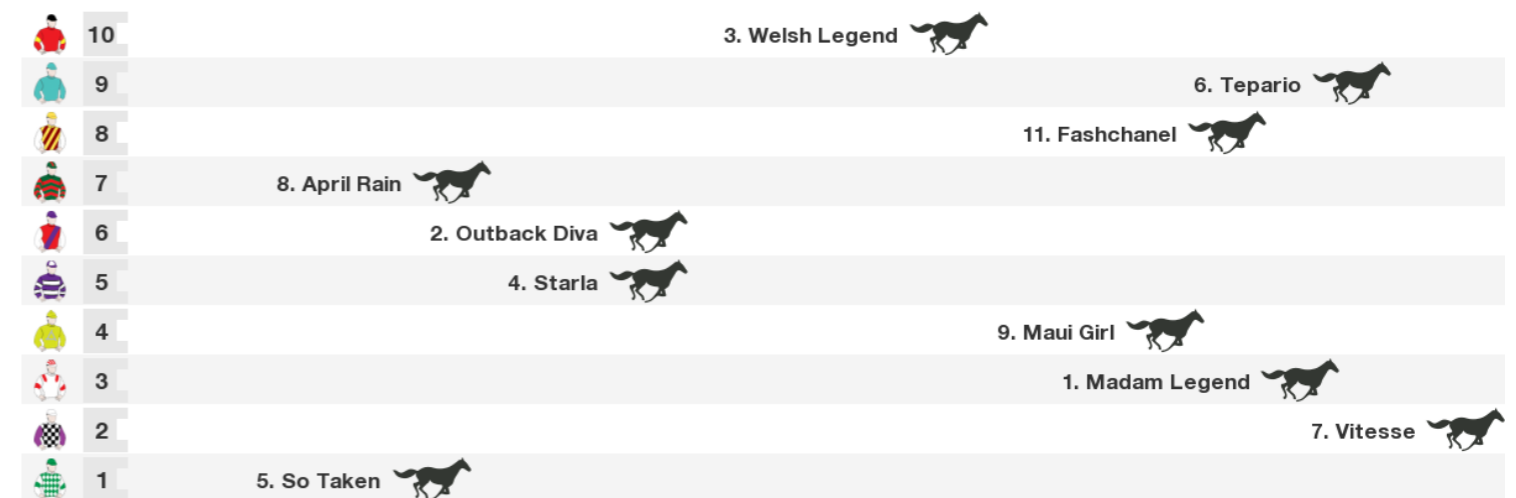 10 3. Welsh Legend
9 6. Tepario
8 11. Fashchanel
7 8. April Rain
6 2. Outback Diva
5 4. Starla
4 9. Maui Girl
3 1. Madam Legend
2 7. Vitesse
1 5. So Taken